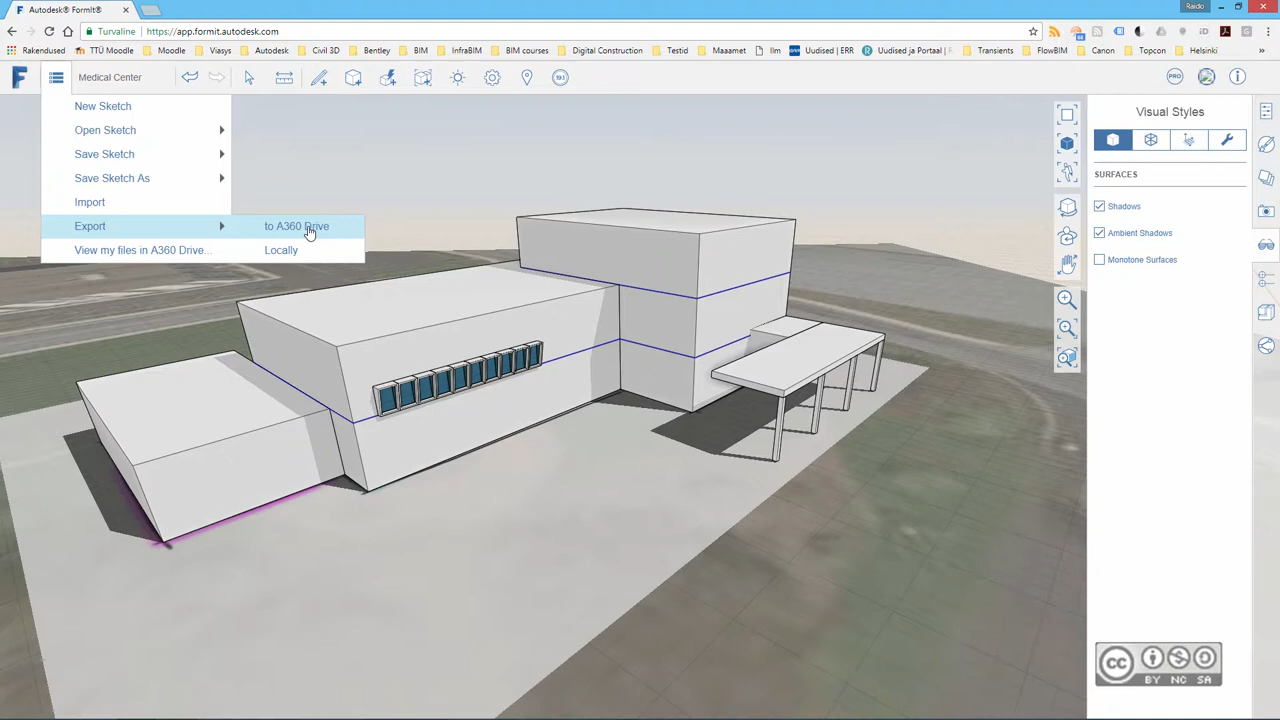 Autodesk® FormIt®
Raido
Turvaline
https://app.formit.autodesk.com
Rakendused
TTÜ Moodle
Moodle
Viasys
Autodesk
Civil 3D
Bentley
BIM
InfraBIM
BIM courses
Digital Construction
Testid
Maaamet
Ilm
Uudised | ERR
Uudised ja Portaal | R
Transients
FlowBIM
Canon
Topcon
Helsinki
Medical Center
193
PRO
New Sketch
Open Sketch
Save Sketch
Save Sketch As
Import
Export
to A360 Drive
View my files in A360 Drive...
Locally
Visual Styles
SURFACES
Shadows
Ambient Shadows
Monotone Surfaces
cc
BY NC SA